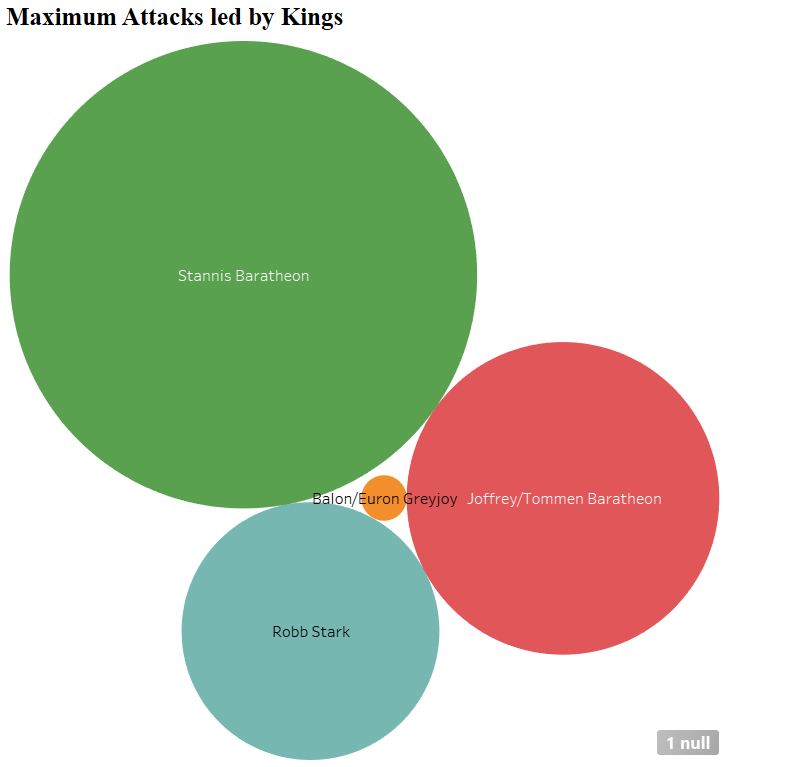 Maximum Attacks led by Kings
Stannis Baratheon
Balon/Euron Greyjoy
Joffrey/Tommen Baratheon
Robb Stark
1 null